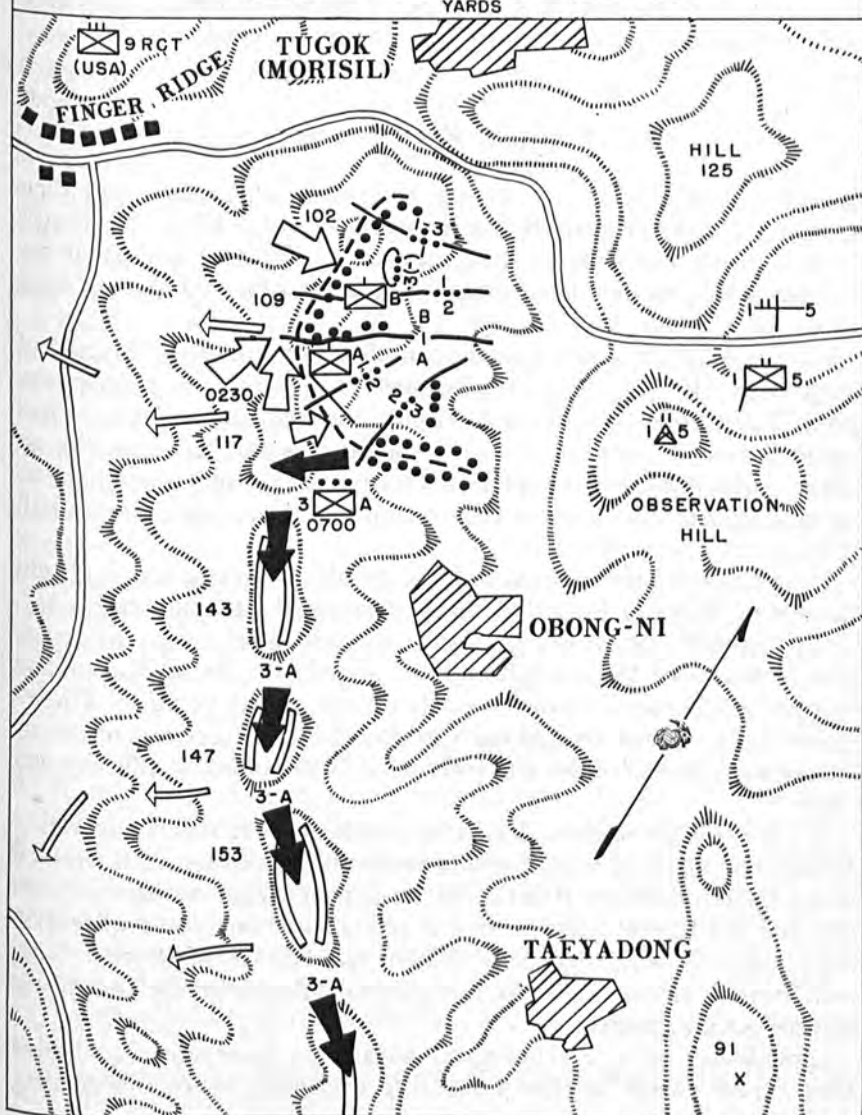 YARDS
9 RCT
(USA)
TUGOK
(MORISIL)
FINGER RIDGE
HILL
125
102
1
3
3(-)
109
B
1
2
B
1
A
1 5
A
1
2
0230
2
3
1 5
1 5
117
3 A
0700
OBSERVATION
HILL
143
OBONG-NI
3-A
147
3-A
153
TAEYADONG
3-A
91
X